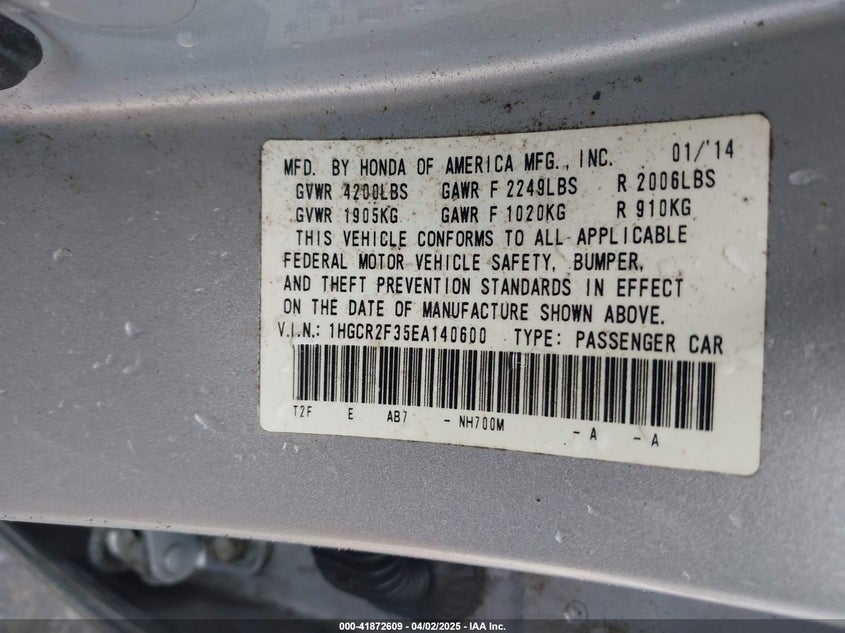 MFD. BY HONDA OF AMERICA MFG., INC. 01/'14
GVWR 4200LBS GAWR F 2249LBS R 2006LBS
GVWR 1905KG GAWR F 1020KG R 910KG
THIS VEHICLE CONFORMS TO ALL APPLICABLE
FEDERAL MOTOR VEHICLE SAFETY, BUMPER,
AND THEFT PREVENTION STANDARDS IN EFFECT
ON THE DATE OF MANUFACTURE SHOWN ABOVE.
V.I.N.: 1HGCR2F35EA140600 TYPE: PASSENGER CAR
T2F E AB7 - NH700M - A - A
000-41872609 - 04/02/2025 - IAA Inc.